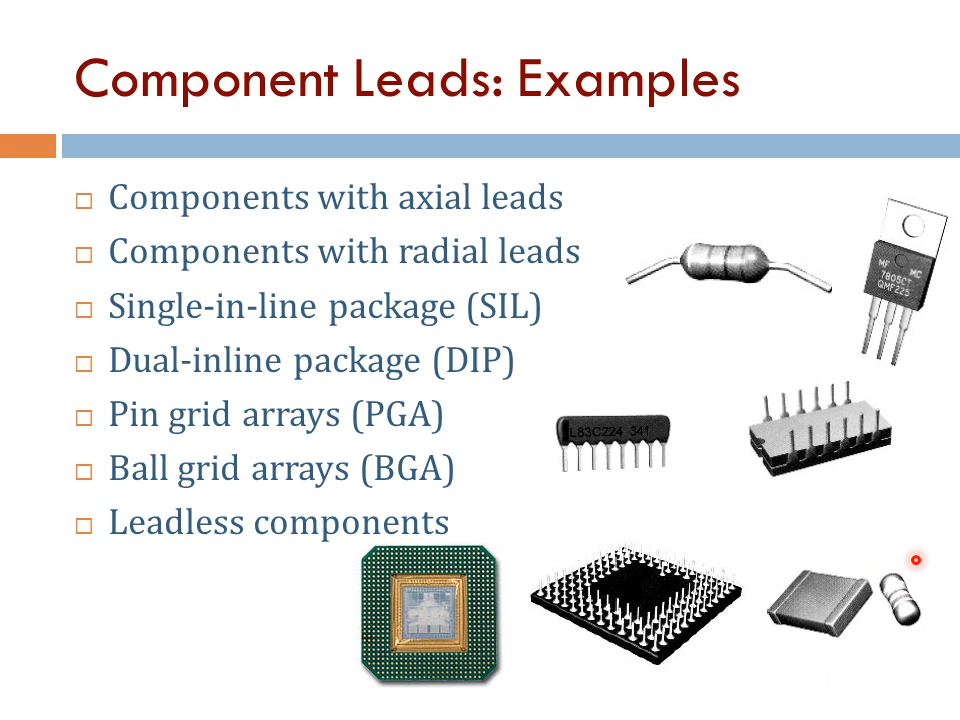 Component Leads: Examples
Components with axial leads
Components with radial leads
Single-in-line package (SIL)
Dual-inline package (DIP)
Pin grid arrays (PGA)
Ball grid arrays (BGA)
Leadless components
MF MC
7805CT
QMF225
L83C224 341